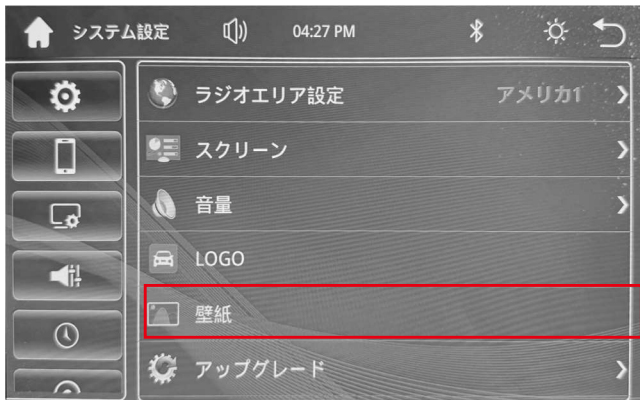 システム設定
04:27 PM
ラジオエリア設定 アメリカ1
スクリーン
音量
LOGO
壁紙
アップグレード